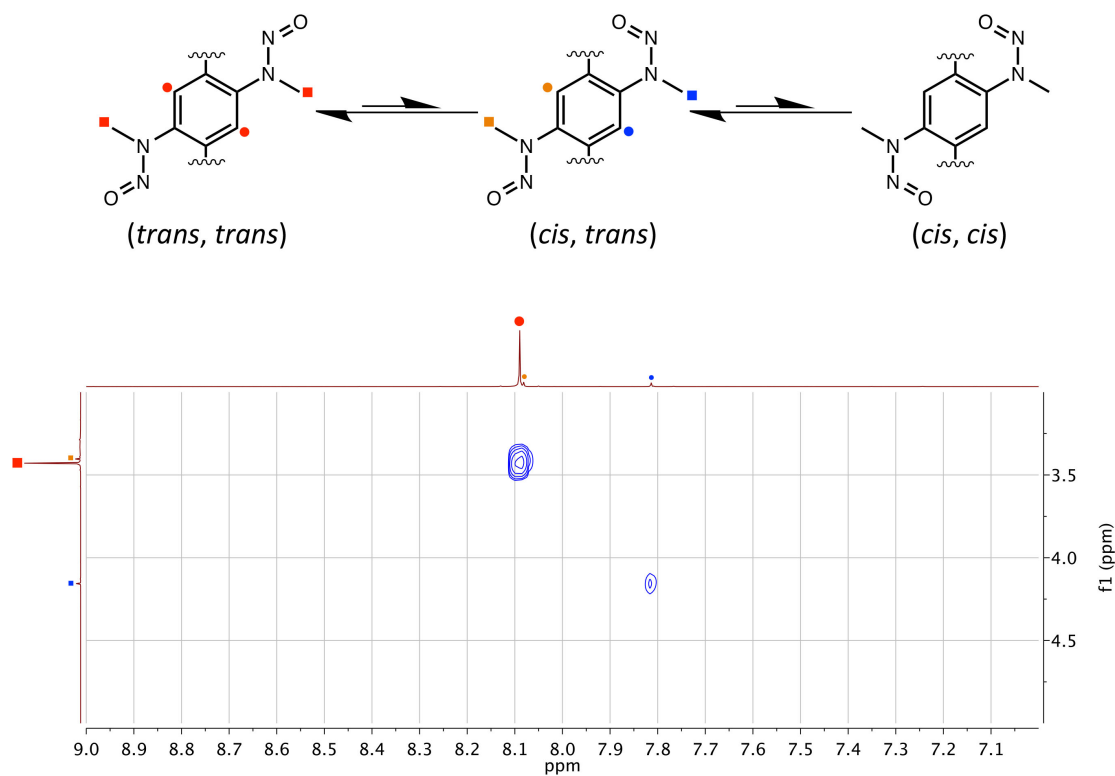 N O N O N O
N N N
N N N
N N N
O O O
(trans, trans) (cis, trans) (cis, cis)
3.5
4.0
4.5
f1 (ppm)
9.0 8.9 8.8 8.7 8.6 8.5 8.4 8.3 8.2 8.1 8.0 7.9 7.8 7.7 7.6 7.5 7.4 7.3 7.2 7.1
ppm